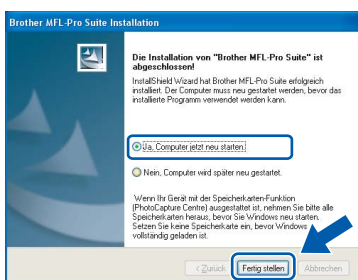 Brother MFL-Pro Suite Installation
Die Installation von "Brother MFL-Pro Suite" ist
abgeschlossen!
InstallShield Wizard hat Brother MFL-Pro Suite erfolgreich
installiert. Der Computer muss neu gestartet werden, bevor das
installierte Programm verwendet werden kann.
Ja, Computer jetzt neu starten.
Nein, Computer wird später neu gestartet.
Wenn Ihr Gerät mit der Speicherkarten-Funktion
(PhotoCapture Centre) ausgestattet ist, nehmen Sie bitte alle
Speicherkarten heraus, bevor Sie Windows neu starten.
Setzen Sie keine Speicherkarte ein, bevor Windows
vollständig geladen ist.
< Zurück Fertig stellen Abbrechen